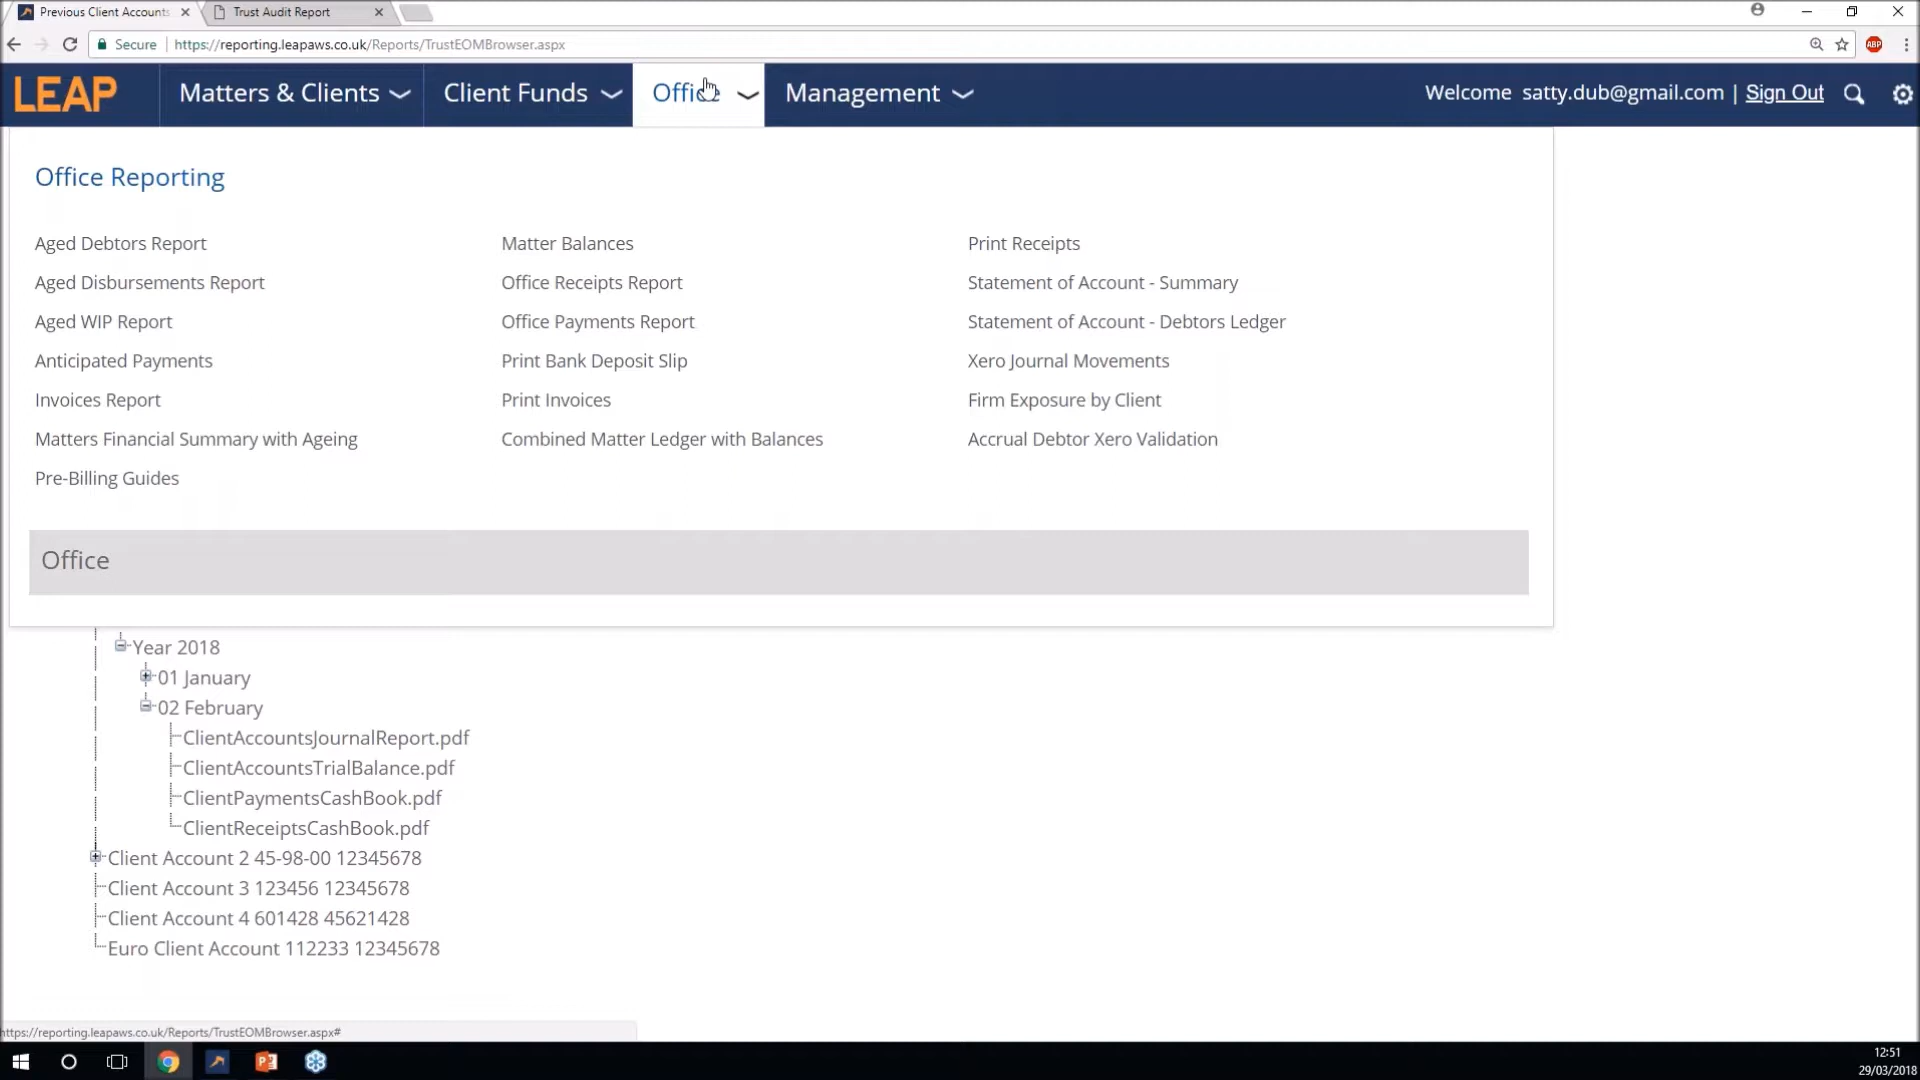 Previous Client Accounts
Trust Audit Report
Secure | https://reporting.leapaws.co.uk/Reports/TrustEOMBrowser.aspx
ABP
LEAP
Matters & Clients
Client Funds
Office
Management
Welcome satty.dub@gmail.com | Sign Out
Office Reporting
Aged Debtors Report
Matter Balances
Print Receipts
Aged Disbursements Report
Office Receipts Report
Statement of Account - Summary
Aged WIP Report
Office Payments Report
Statement of Account - Debtors Ledger
Anticipated Payments
Print Bank Deposit Slip
Xero Journal Movements
Invoices Report
Print Invoices
Firm Exposure by Client
Matters Financial Summary with Ageing
Combined Matter Ledger with Balances
Accrual Debtor Xero Validation
Pre-Billing Guides
Office
Year 2018
01 January
02 February
ClientAccountsJournalReport.pdf
ClientAccountsTrialBalance.pdf
ClientPaymentsCashBook.pdf
ClientReceiptsCashBook.pdf
Client Account 2 45-98-00 12345678
Client Account 3 123456 12345678
Client Account 4 601428 45621428
Euro Client Account 112233 12345678
https://reporting.leapaws.co.uk/Reports/TrustEOMBrowser.aspx#
12:51
29/03/2018